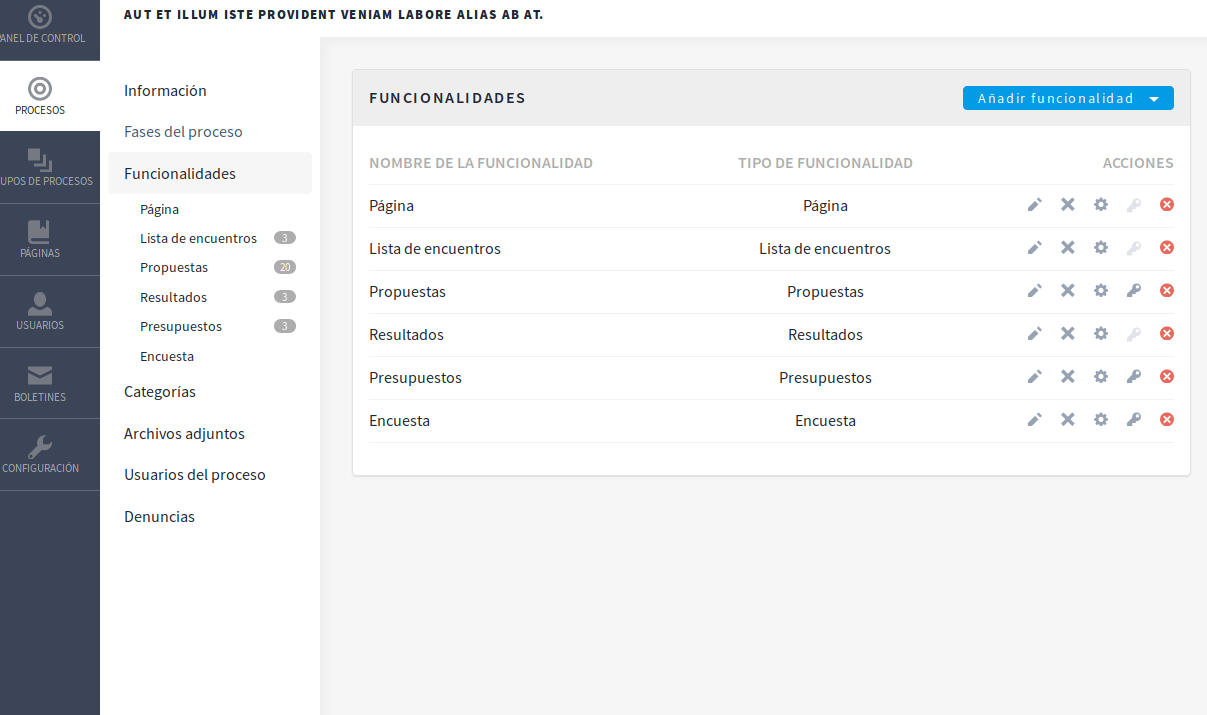 AUT ET ILLUM ISTE PROVIDENT VENIAM LABORE ALIAS AB AT.
ANEL DE CONTROL
PROCESOS
UPOS DE PROCESOS
PÁGINAS
USUARIOS
BOLETINES
CONFIGURACIÓN
Información
Fases del proceso
Funcionalidades
Página
Lista de encuentros 3
Propuestas 20
Resultados 3
Presupuestos 3
Encuesta
Categorías
Archivos adjuntos
Usuarios del proceso
Denuncias
FUNCIONALIDADES Añadir funcionalidad
NOMBRE DE LA FUNCIONALIDAD TIPO DE FUNCIONALIDAD ACCIONES
Página Página
Lista de encuentros Lista de encuentros
Propuestas Propuestas
Resultados Resultados
Presupuestos Presupuestos
Encuesta Encuesta